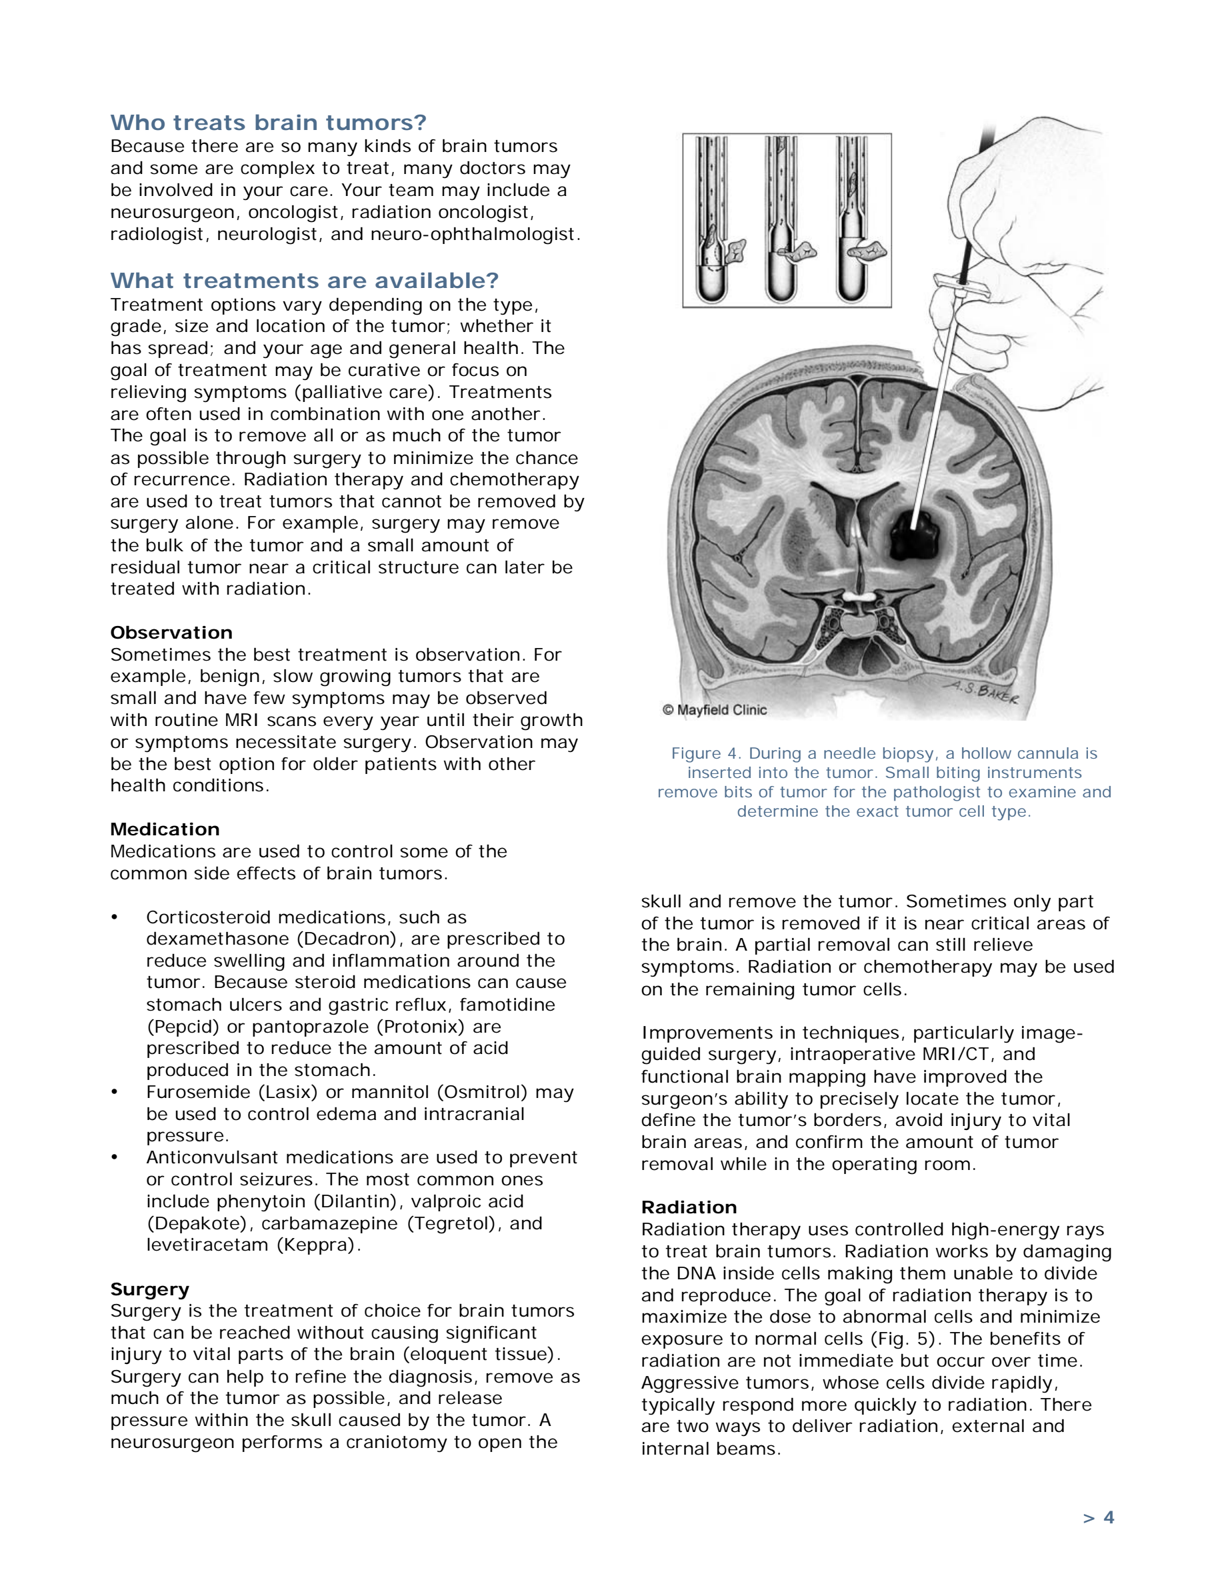 Who treats brain tumors?
Because there are so many kinds of brain tumors
and some are complex to treat, many doctors may
be involved in your care. Your team may include a
neurosurgeon, oncologist, radiation oncologist,
radiologist, neurologist, and neuro-ophthalmologist.
What treatments are available?
Treatment options vary depending on the type,
grade, size and location of the tumor; whether it
has spread; and your age and general health. The
goal of treatment may be curative or focus on
relieving symptoms (palliative care). Treatments
are often used in combination with one another.
The goal is to remove all or as much of the tumor
as possible through surgery to minimize the chance
of recurrence. Radiation therapy and chemotherapy
are used to treat tumors that cannot be removed by
surgery alone. For example, surgery may remove
the bulk of the tumor and a small amount of
residual tumor near a critical structure can later be
treated with radiation.
Observation
Sometimes the best treatment is observation. For
example, benign, slow growing tumors that are
small and have few symptoms may be observed
with routine MRI scans every year until their growth
or symptoms necessitate surgery. Observation may
be the best option for older patients with other
health conditions.
Medication
Medications are used to control some of the
common side effects of brain tumors.
• Corticosteroid medications, such as
dexamethasone (Decadron), are prescribed to
reduce swelling and inflammation around the
tumor. Because steroid medications can cause
stomach ulcers and gastric reflux, famotidine
(Pepcid) or pantoprazole (Protonix) are
prescribed to reduce the amount of acid
produced in the stomach.
• Furosemide (Lasix) or mannitol (Osmitrol) may
be used to control edema and intracranial
pressure.
• Anticonvulsant medications are used to prevent
or control seizures. The most common ones
include phenytoin (Dilantin), valproic acid
(Depakote), carbamazepine (Tegretol), and
levetiracetam (Keppra).
Surgery
Surgery is the treatment of choice for brain tumors
that can be reached without causing significant
injury to vital parts of the brain (eloquent tissue).
Surgery can help to refine the diagnosis, remove as
much of the tumor as possible, and release
pressure within the skull caused by the tumor. A
neurosurgeon performs a craniotomy to open the
A.S. BAKER
© Mayfield Clinic
Figure 4. During a needle biopsy, a hollow cannula is
inserted into the tumor. Small biting instruments
remove bits of tumor for the pathologist to examine and
determine the exact tumor cell type.
skull and remove the tumor. Sometimes only part
of the tumor is removed if it is near critical areas of
the brain. A partial removal can still relieve
symptoms. Radiation or chemotherapy may be used
on the remaining tumor cells.
Improvements in techniques, particularly image-
guided surgery, intraoperative MRI/CT, and
functional brain mapping have improved the
surgeon's ability to precisely locate the tumor,
define the tumor's borders, avoid injury to vital
brain areas, and confirm the amount of tumor
removal while in the operating room.
Radiation
Radiation therapy uses controlled high-energy rays
to treat brain tumors. Radiation works by damaging
the DNA inside cells making them unable to divide
and reproduce. The goal of radiation therapy is to
maximize the dose to abnormal cells and minimize
exposure to normal cells (Fig. 5). The benefits of
radiation are not immediate but occur over time.
Aggressive tumors, whose cells divide rapidly,
typically respond more quickly to radiation. There
are two ways to deliver radiation, external and
internal beams.
> 4